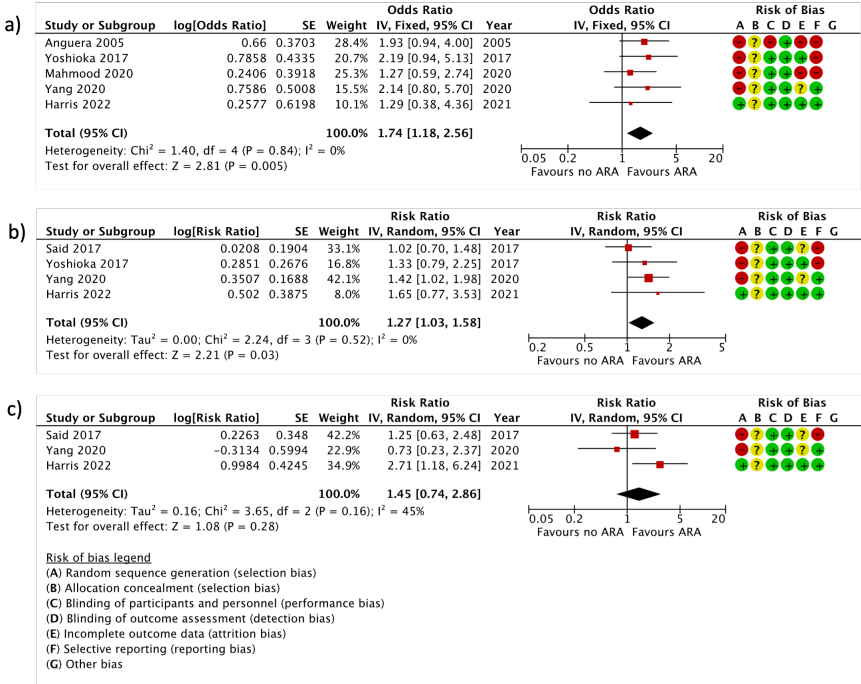 a)
Odds Ratio Odds Ratio Risk of Bias
Study or Subgroup log[Odds Ratio] SE Weight IV, Fixed, 95% CI Year IV, Fixed, 95% CI A B C D E F G
Anguera 2005 0.66 0.3703 28.4% 1.93 [0.94, 4.00] 2005 - ? - + - -
Yoshioka 2017 0.7858 0.4335 20.7% 2.19 [0.94, 5.13] 2017 - ? + + + -
Mahmood 2020 0.2406 0.3918 25.3% 1.27 [0.59, 2.74] 2020 - ? + + - -
Yang 2020 0.7586 0.5008 15.5% 2.14 [0.80, 5.70] 2020 - ? + + ? +
Harris 2022 0.2577 0.6198 10.1% 1.29 [0.38, 4.36] 2021 + ? + + + +
Total (95% CI) 100.0% 1.74 [1.18, 2.56]
Heterogeneity: Chi² = 1.40, df = 4 (P = 0.84); I² = 0%
Test for overall effect: Z = 2.81 (P = 0.005)
0.05 0.2 1 5 20
Favours no ARA Favours ARA
b)
Risk Ratio Risk Ratio Risk of Bias
Study or Subgroup log[Risk Ratio] SE Weight IV, Random, 95% CI Year IV, Random, 95% CI A B C D E F G
Said 2017 0.0208 0.1904 33.1% 1.02 [0.70, 1.48] 2017 - ? + + ? -
Yoshioka 2017 0.2851 0.2676 16.8% 1.33 [0.79, 2.25] 2017 - ? + + + -
Yang 2020 0.3507 0.1688 42.1% 1.42 [1.02, 1.98] 2020 - ? + + ? +
Harris 2022 0.502 0.3875 8.0% 1.65 [0.77, 3.53] 2021 + ? + + + +
Total (95% CI) 100.0% 1.27 [1.03, 1.58]
Heterogeneity: Tau² = 0.00; Chi² = 2.24, df = 3 (P = 0.52); I² = 0%
Test for overall effect: Z = 2.21 (P = 0.03)
0.2 0.5 1 2 5
Favours no ARA Favours ARA
c)
Risk Ratio Risk Ratio Risk of Bias
Study or Subgroup log[Risk Ratio] SE Weight IV, Random, 95% CI Year IV, Random, 95% CI A B C D E F G
Said 2017 0.2263 0.348 42.2% 1.25 [0.63, 2.48] 2017 - ? + + ? -
Yang 2020 -0.3134 0.5994 22.9% 0.73 [0.23, 2.37] 2020 - ? + + ? +
Harris 2022 0.9984 0.4245 34.9% 2.71 [1.18, 6.24] 2021 + ? + + + +
Total (95% CI) 100.0% 1.45 [0.74, 2.86]
Heterogeneity: Tau² = 0.16; Chi² = 3.65, df = 2 (P = 0.16); I² = 45%
Test for overall effect: Z = 1.08 (P = 0.28)
0.05 0.2 1 5 20
Favours no ARA Favours ARA
Risk of bias legend
(A) Random sequence generation (selection bias)
(B) Allocation concealment (selection bias)
(C) Blinding of participants and personnel (performance bias)
(D) Blinding of outcome assessment (detection bias)
(E) Incomplete outcome data (attrition bias)
(F) Selective reporting (reporting bias)
(G) Other bias